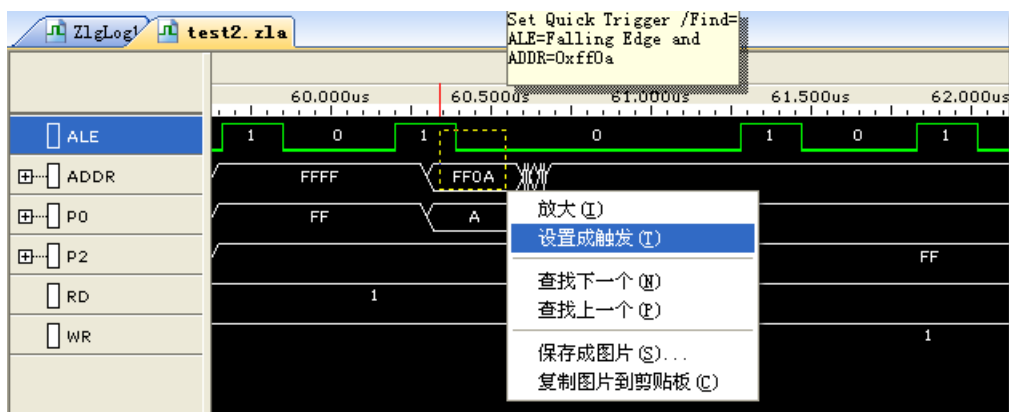 ZlgLog1
test2.zla
Set Quick Trigger /Find=
ALE=Falling Edge and
ADDR=0xff0a
60.000us 60.500us 61.000us 61.500us 62.000us
ALE 1 0 1 0 1 0 1
ADDR FFFF FF0A
P0 FF A
P2 FF
RD 1
WR 1
放大(I)
设置成触发(T)
查找下一个(N)
查找上一个(P)
保存成图片(S)...
复制图片到剪贴板(C)